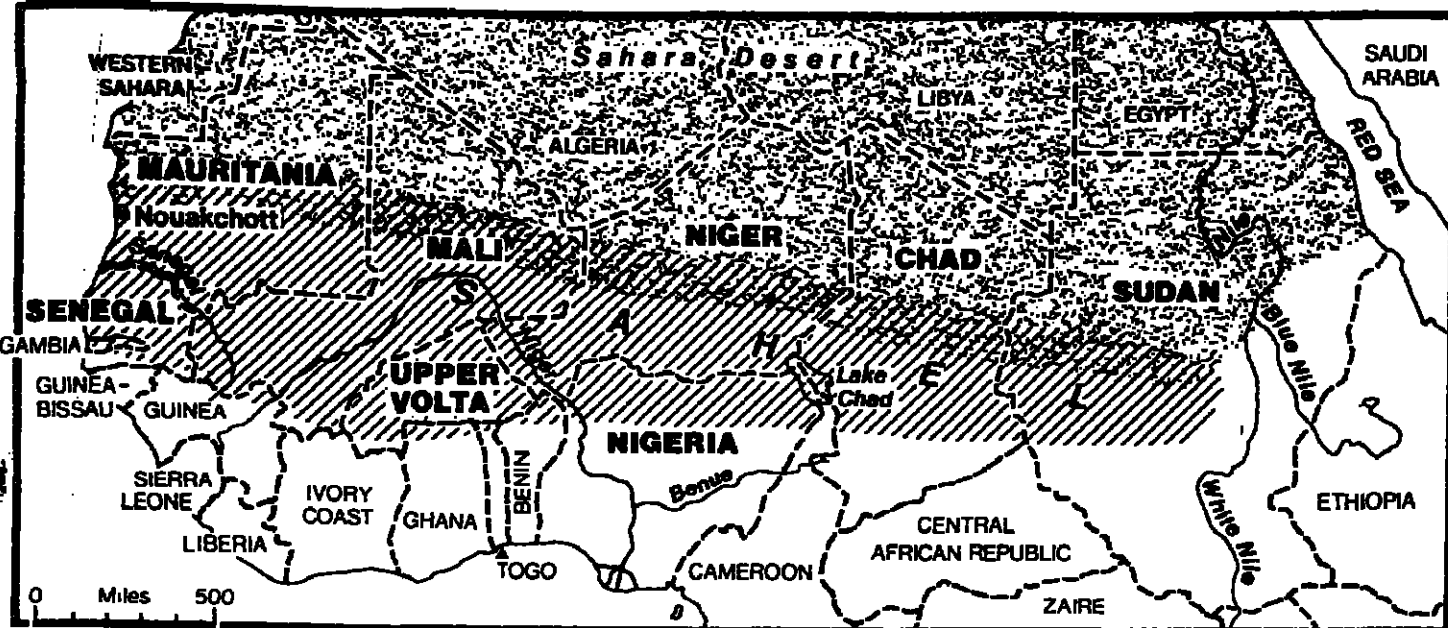 Sahara Desert
SAUDI
ARABIA
WESTERN
SAHARA
LIBYA
EGYPT
ALGERIA
RED SEA
MAURITANIA
Nouakchott
MALI
NIGER
CHAD
SUDAN
Nile
Senegal
SENEGAL
GAMBIA
SAHEL
Niger
Blue Nile
Lake
Chad
UPPER
VOLTA
GUINEA-
BISSAU
GUINEA
NIGERIA
Benue
SIERRA
LEONE
IVORY
COAST
GHANA
BENIN
LIBERIA
TOGO
CAMEROON
CENTRAL
AFRICAN REPUBLIC
White Nile
ETHIOPIA
ZAIRE
0 Miles 500